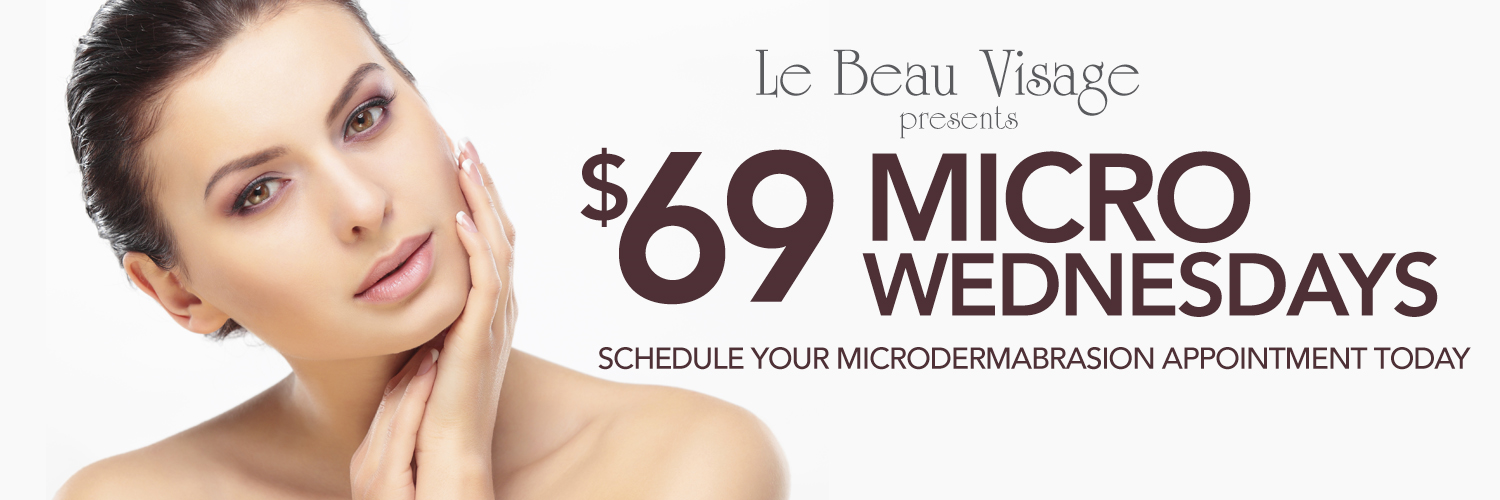 Le Beau Visage
presents
$69 MICRO
WEDNESDAYS
SCHEDULE YOUR MICRODERMABRASION APPOINTMENT TODAY